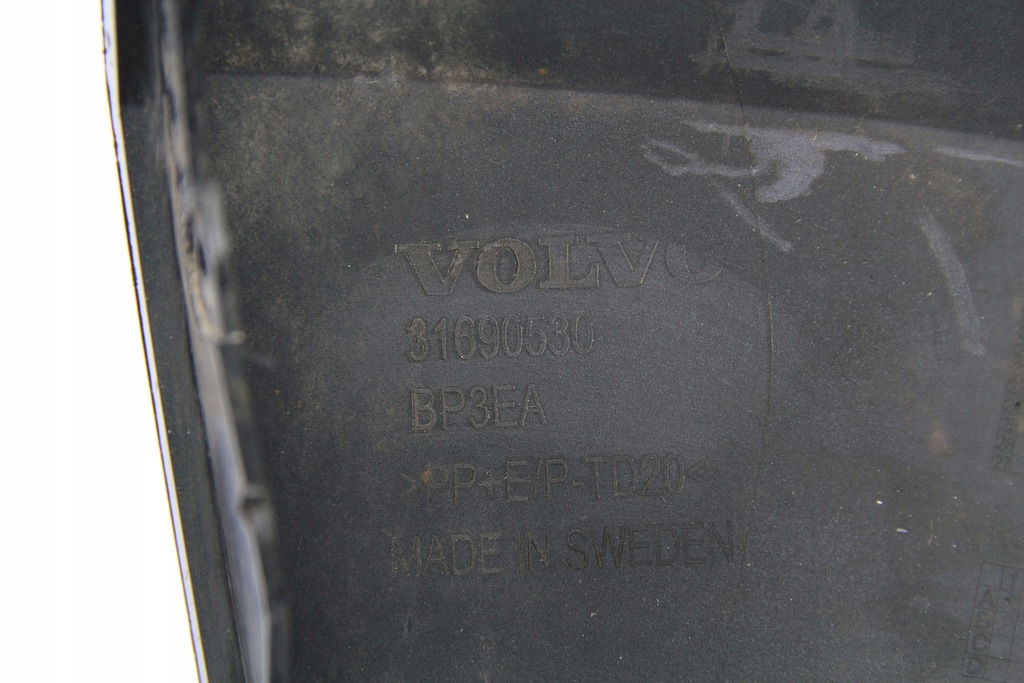 VOLVO
31690530
BP3EA
>PP+E/P-TD20<
MADE IN SWEDEN